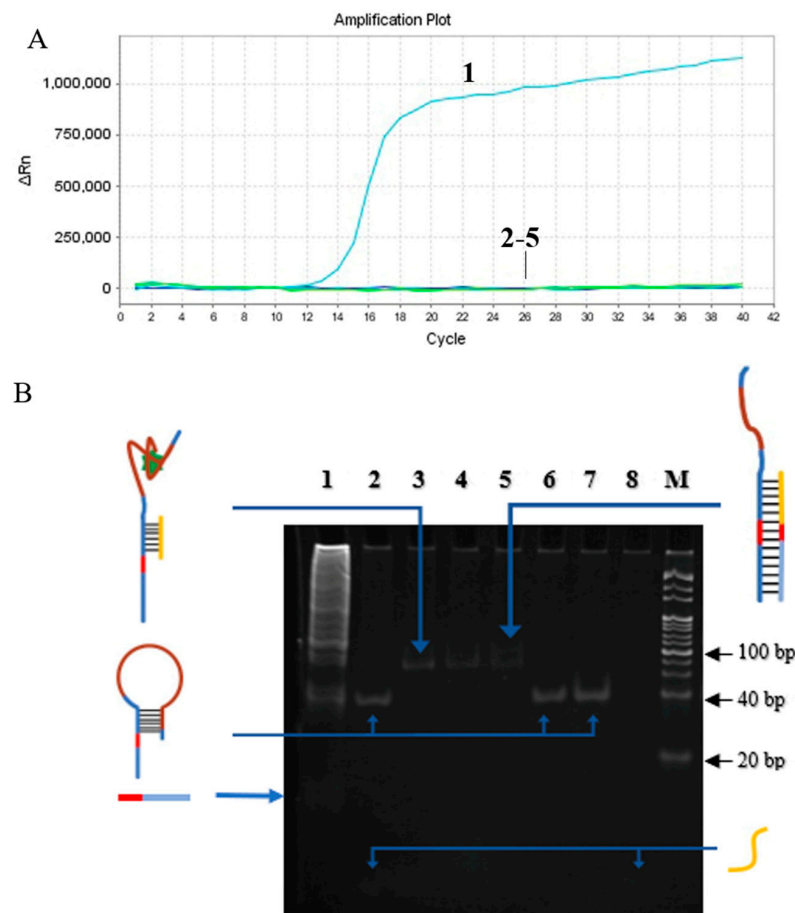 A
Amplification Plot
1,000,000
750,000
500,000
250,000
0
ΔRn
1
2-5
0 2 4 6 8 10 12 14 16 18 20 22 24 26 28 30 32 34 36 38 40 42
Cycle
B
1 2 3 4 5 6 7 8 M
100 bp
40 bp
20 bp